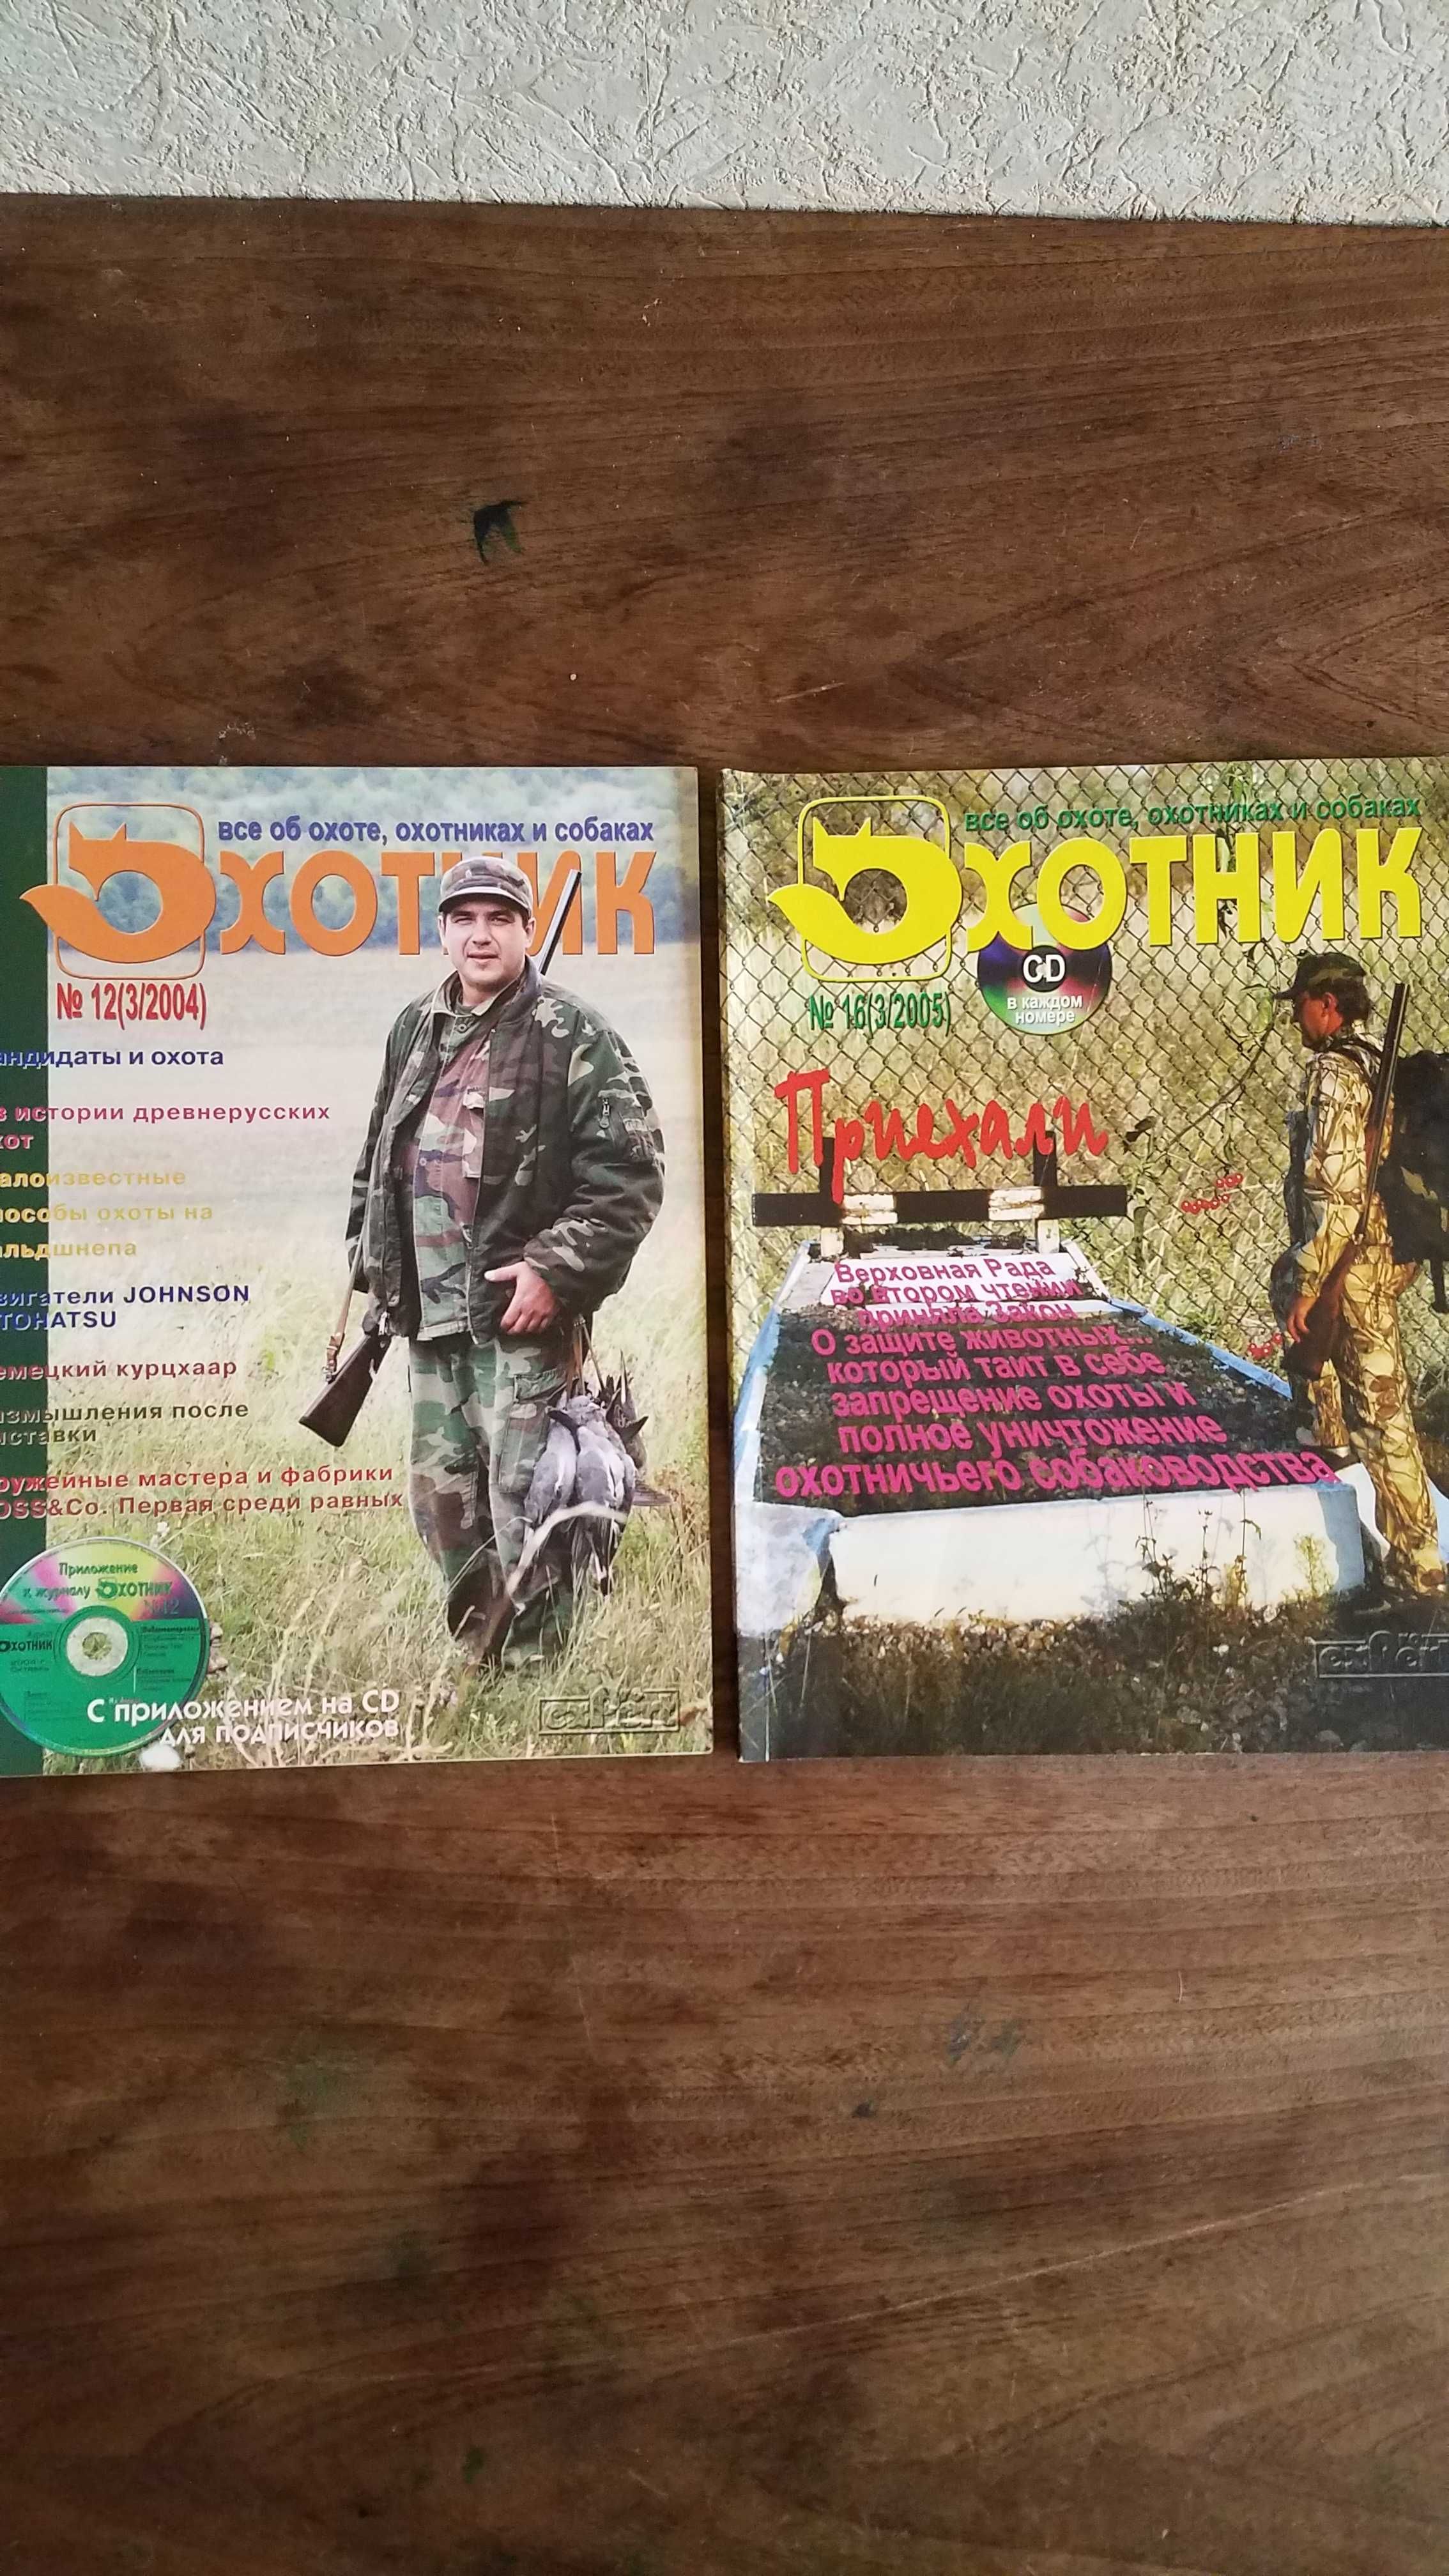 все об охоте, охотниках и собаках
Охотник
№ 12(3/2004)
андидаты и охота
з истории древнерусских
хот
алоизвестные
пособы охоты на
альдшнепа
вигатели JOHNSON
TOHATSU
емецкий курцхаар
азмышления после
ыставки
ружейные мастера и фабрики
OSS&Co. Первая среди равных
Приложение
к журналу Охотник
№12
Охотник
С приложением на CD
для подписчиков
expert
все об охоте, охотниках и собаках
Охотник
№ 16(3/2005)
CD
в каждом
номере
Приехали
Верховная Рада
во втором чтении
приняла Закон
О защите животных...
который таит в себе
запрещение охоты и
полное уничтожение
охотничьего собаководства
expert